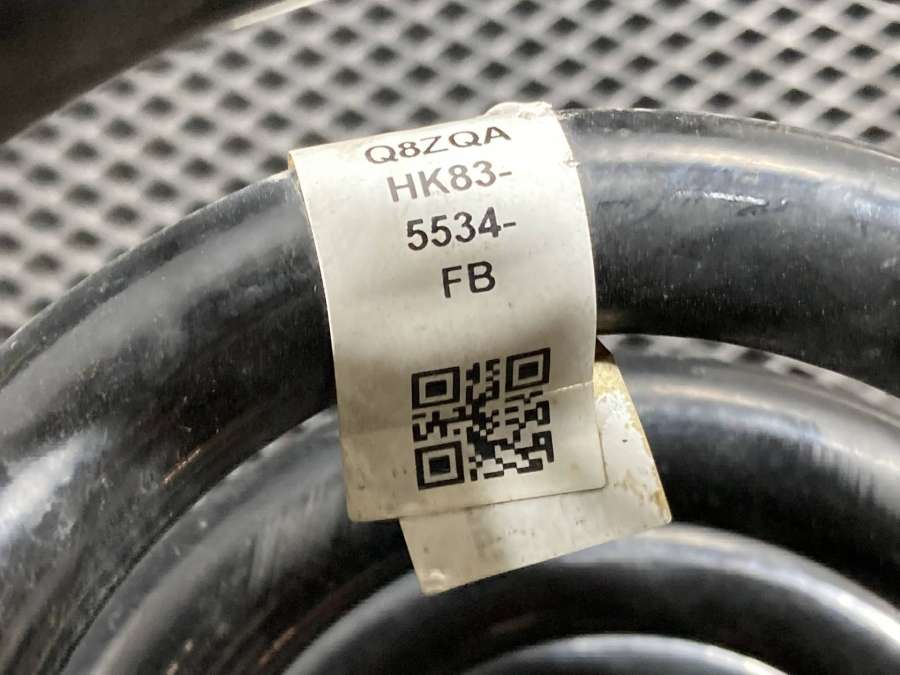 Q8ZQA
HK83-
5534-
FB